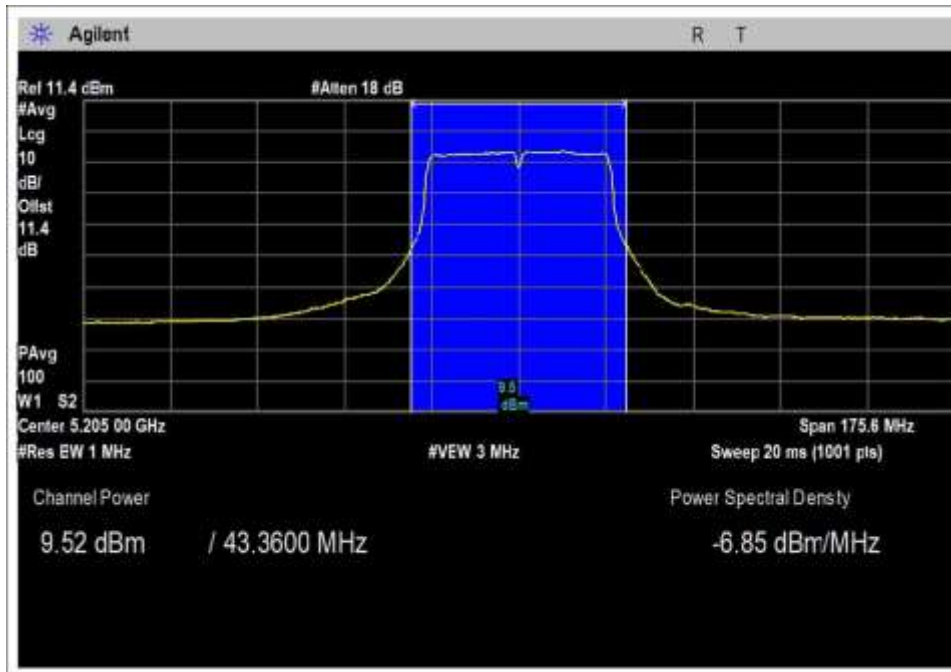 Agilent R T
Ref 11.4 dBm #Atten 18 dB
#Avg
Log
10
dB/
Offst
11.4
dB
PAvg
100
W1 S2
9.5
dBm
Center 5.205 00 GHz Span 175.6 MHz
#Res BW 1 MHz #VBW 3 MHz Sweep 20 ms (1001 pts)
Channel Power Power Spectral Density
9.52 dBm / 43.3600 MHz -6.85 dBm/MHz